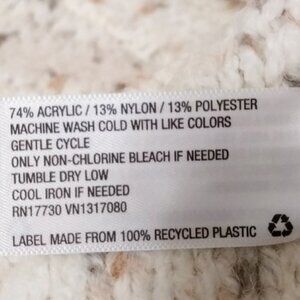 74% ACRYLIC / 13% NYLON / 13% POLYESTER
MACHINE WASH COLD WITH LIKE COLORS
GENTLE CYCLE
ONLY NON-CHLORINE BLEACH IF NEEDED
TUMBLE DRY LOW
COOL IRON IF NEEDED
RN17730 VN1317080
LABEL MADE FROM 100% RECYCLED PLASTIC